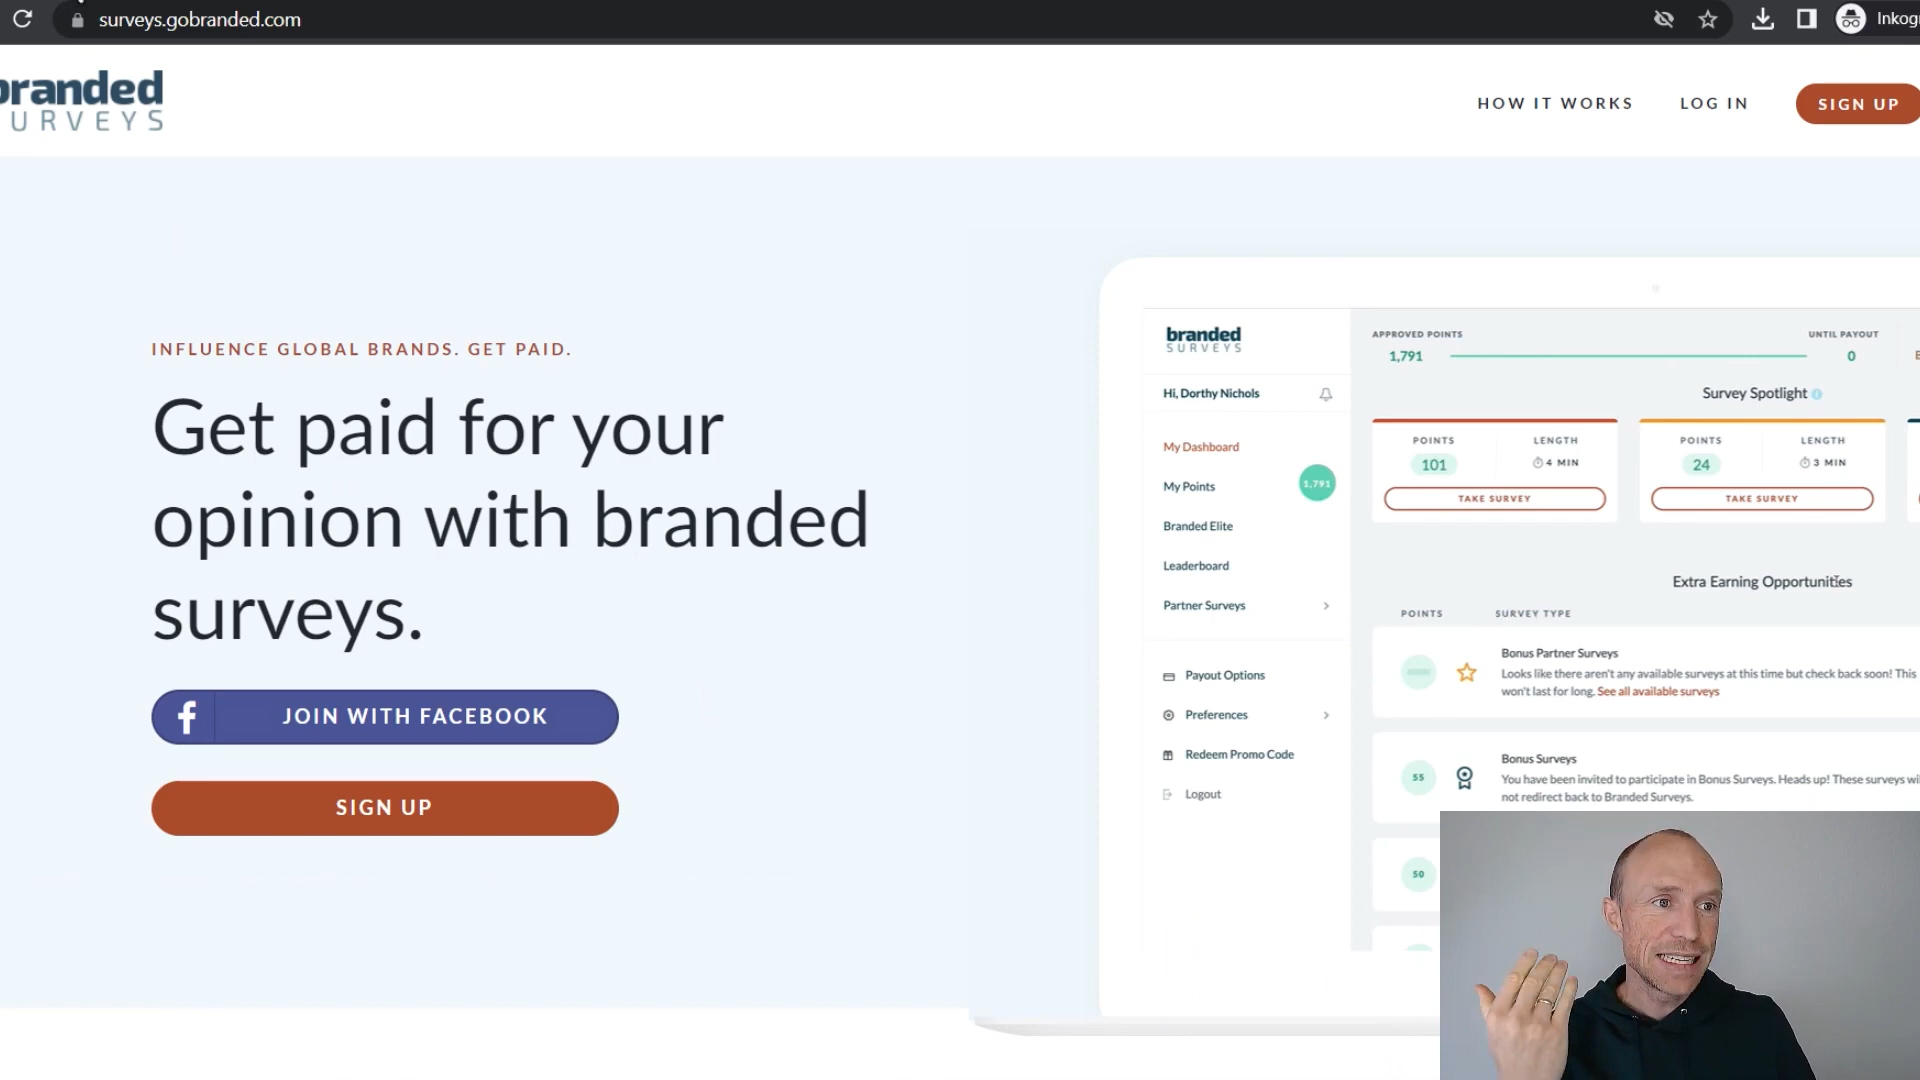 surveys.gobranded.com
Inkog
branded
SURVEYS
HOW IT WORKS
LOG IN
SIGN UP
INFLUENCE GLOBAL BRANDS. GET PAID.
Get paid for your
opinion with branded
surveys.
JOIN WITH FACEBOOK
SIGN UP
branded
SURVEYS
Hi, Dorthy Nichols
My Dashboard
My Points
1,791
Branded Elite
Leaderboard
Partner Surveys
Payout Options
Preferences
Redeem Promo Code
Logout
APPROVED POINTS
1,791
UNTIL PAYOUT
0
Survey Spotlight
POINTS
LENGTH
101
4 MIN
TAKE SURVEY
POINTS
LENGTH
24
3 MIN
TAKE SURVEY
Extra Earning Opportunities
POINTS
SURVEY TYPE
Bonus Partner Surveys
Looks like there aren't any available surveys at this time but check back soon! This
won't last for long. See all available surveys
55
Bonus Surveys
You have been invited to participate in Bonus Surveys. Heads up! These surveys wi
not redirect back to Branded Surveys.
50